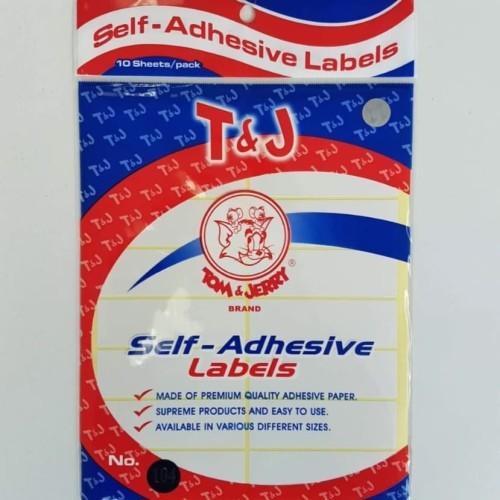 Self-Adhesive Labels
10 Sheets/pack
T&J
TOM & JERRY ®
BRAND
Self-Adhesive
Labels
MADE OF PREMIUM QUALITY ADHESIVE PAPER.
SUPREME PRODUCTS AND EASY TO USE.
AVAILABLE IN VARIOUS DIFFERENT SIZES.
No.